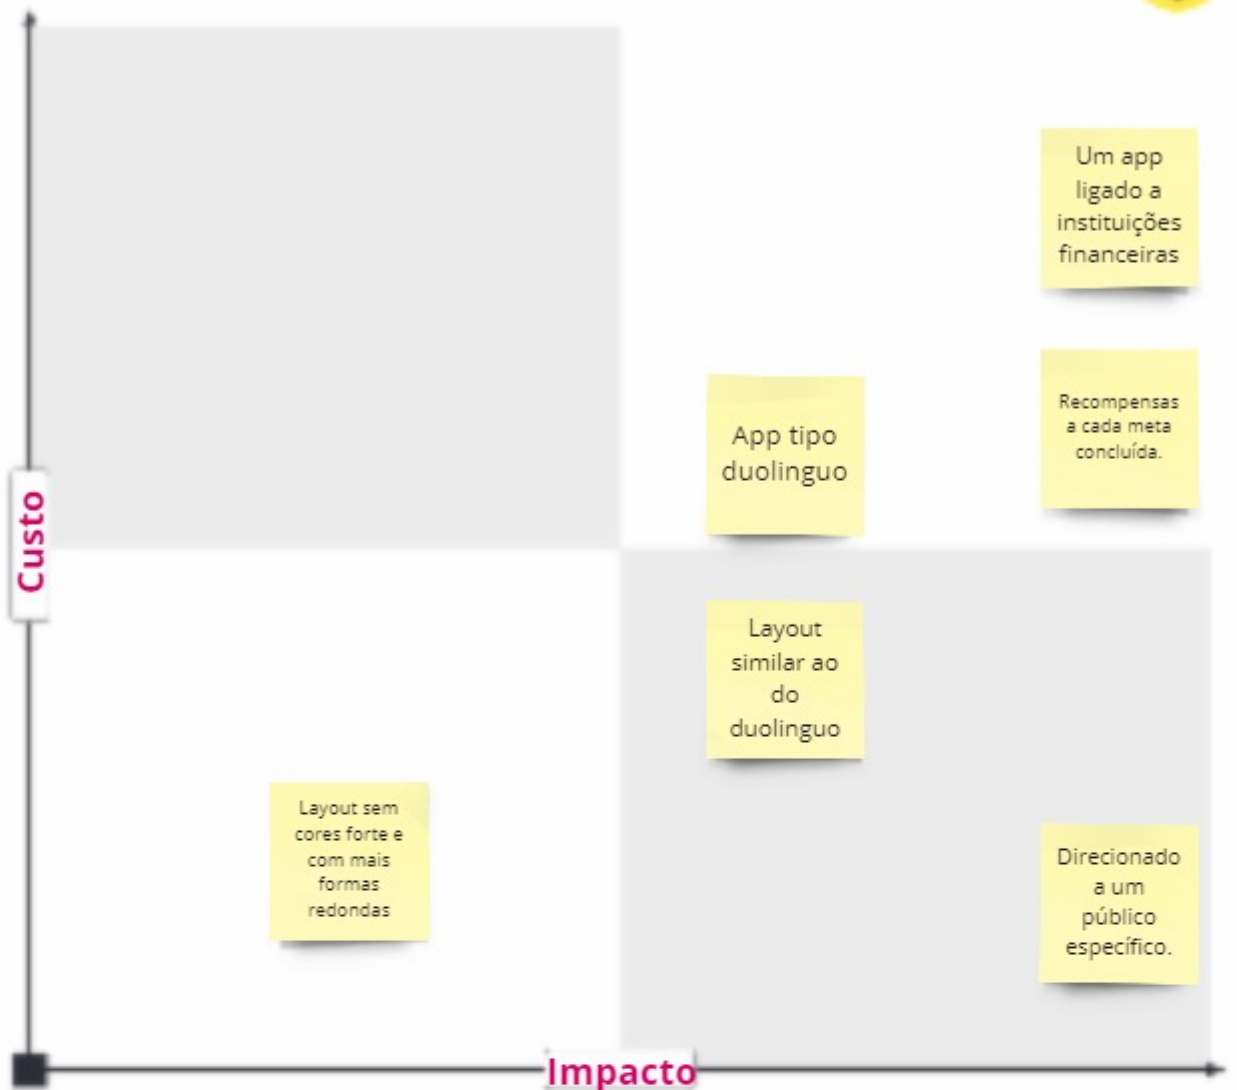 Um app
ligado a
instituições
financeiras
Recompensas
a cada meta
concluída.
App tipo
duolinguo
Custo
Layout
similar ao
do
duolinguo
Layout sem
cores forte e
com mais
formas
redondas
Direcionado
a um
público
específico.
Impacto